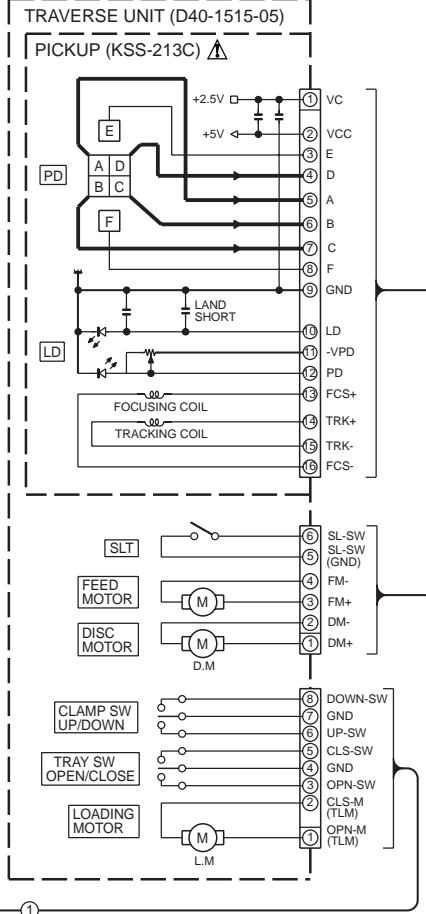 TRAVERSE UNIT (D40-1515-05)
PICKUP (KSS-213C)
+2.5V
1 VC
+5V
2 VCC
E
3 E
PD
A D
B C
4 D
5 A
6 B
F
7 C
8 F
9 GND
LAND
SHORT
10 LD
LD
11 -VPD
12 PD
13 FCS+
FOCUSING COIL
14 TRK+
TRACKING COIL
15 TRK-
16 FCS-
6 SL-SW
SLT
5 SL-SW
(GND)
FEED
MOTOR
4 FM-
M
3 FM+
DISC
MOTOR
2 DM-
M
1 DM+
D.M
8 DOWN-SW
CLAMP SW
UP/DOWN
7 GND
6 UP-SW
5 CLS-SW
TRAY SW
OPEN/CLOSE
4 GND
3 OPN-SW
2 CLS-M
(TLM)
LOADING
MOTOR
M
1 OPN-M
(TLM)
L.M
1